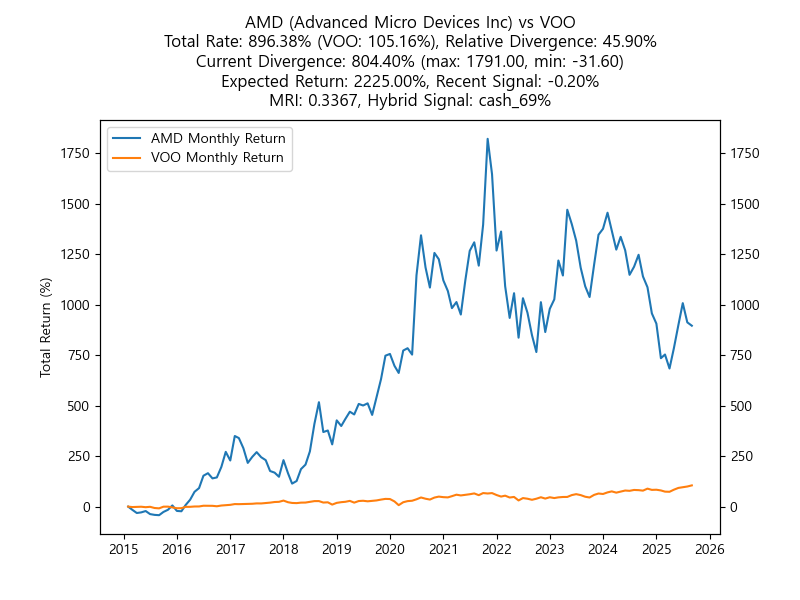 AMD (Advanced Micro Devices Inc) vs VOO
Total Rate: 896.38% (VOO: 105.16%), Relative Divergence: 45.90%
Current Divergence: 804.40% (max: 1791.00, min: -31.60)
Expected Return: 2225.00%, Recent Signal: -0.20%
MRI: 0.3367, Hybrid Signal: cash_69%
AMD Monthly Return
VOO Monthly Return
Total Return (%)
1750
1500
1250
1000
750
500
250
0
1750
1500
1250
1000
750
500
250
0
2015 2016 2017 2018 2019 2020 2021 2022 2023 2024 2025 2026